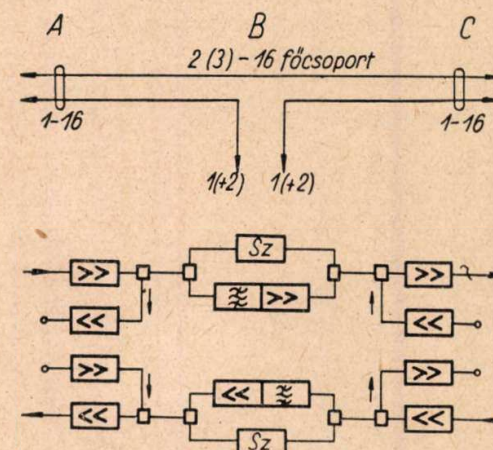 A B C
2 (3) – 16 főcsoport
1–16 1–16
1(+2) 1(+2)
Sz
>> >>
>>
<< <<
>> >>
<<
<< <<
Sz